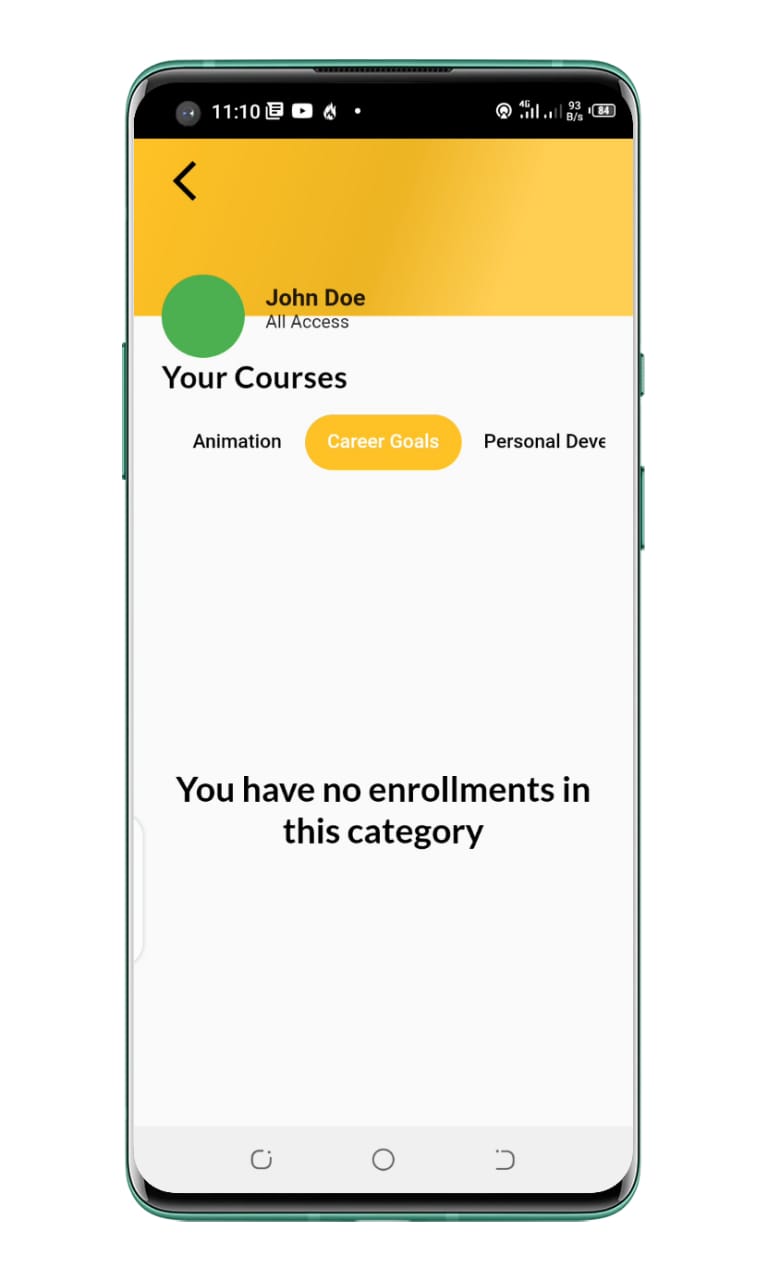 11:10
4G
93
B/s
84
John Doe
All Access
Your Courses
Animation Career Goals Personal Deve
You have no enrollments in
this category